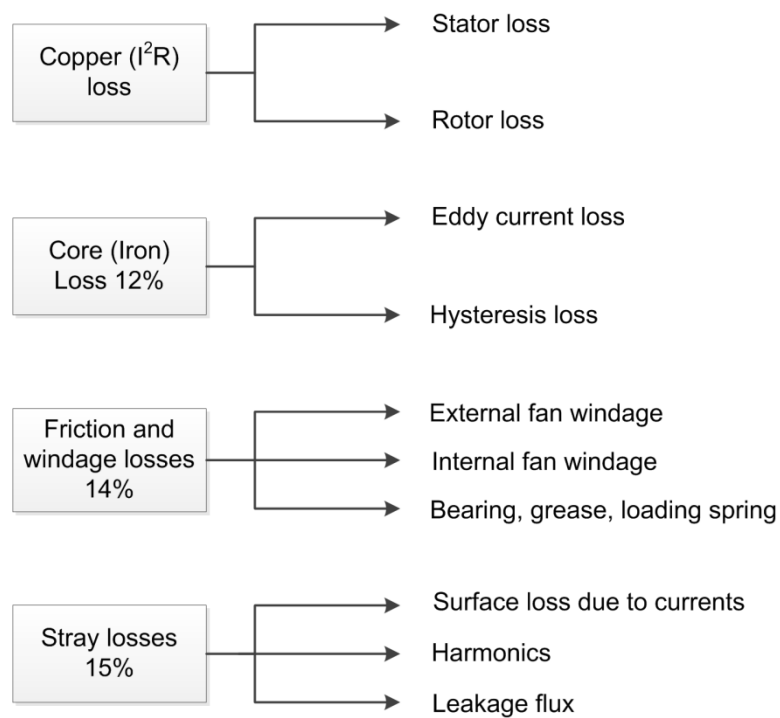 Copper (I²R)
loss
Stator loss
Rotor loss
Core (Iron)
Loss 12%
Eddy current loss
Hysteresis loss
Friction and
windage losses
14%
External fan windage
Internal fan windage
Bearing, grease, loading spring
Stray losses
15%
Surface loss due to currents
Harmonics
Leakage flux